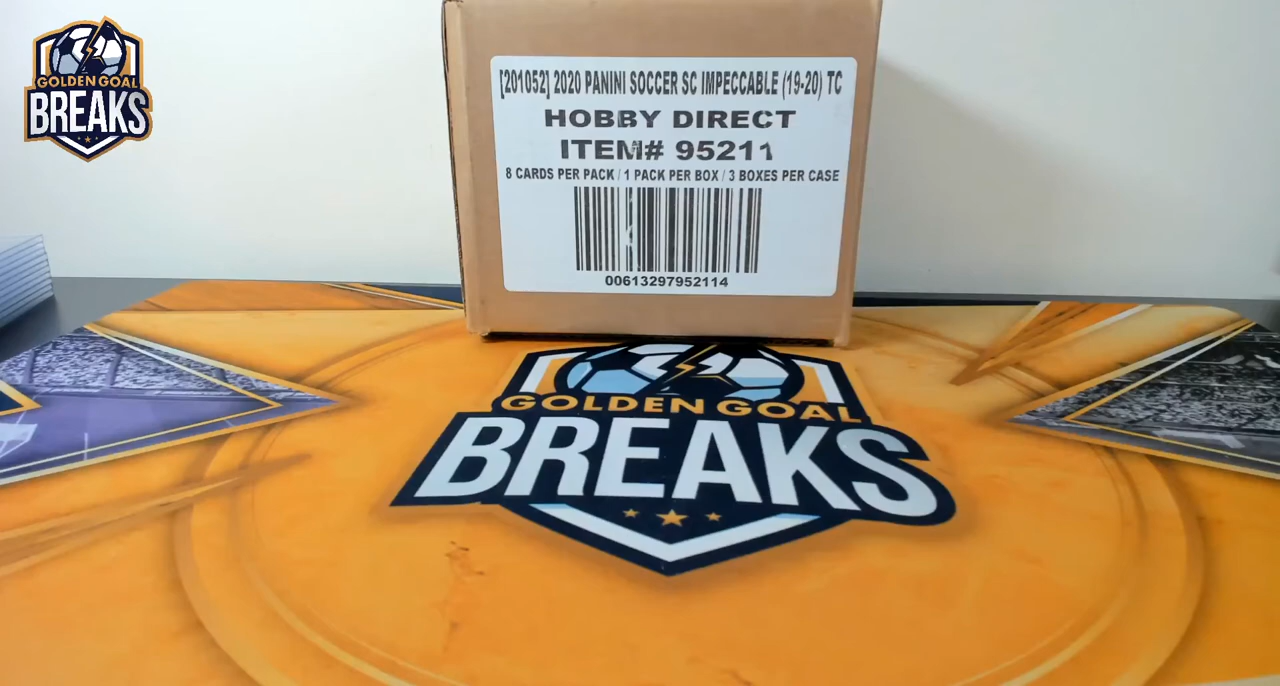 GOLDEN GOAL
BREAKS
[201052] 2020 PANINI SOCCER SC IMPECCABLE (19-20) TC
HOBBY DIRECT
ITEM# 95211
8 CARDS PER PACK / 1 PACK PER BOX / 3 BOXES PER CASE
00613297952114
GOLDEN GOAL
BREAKS